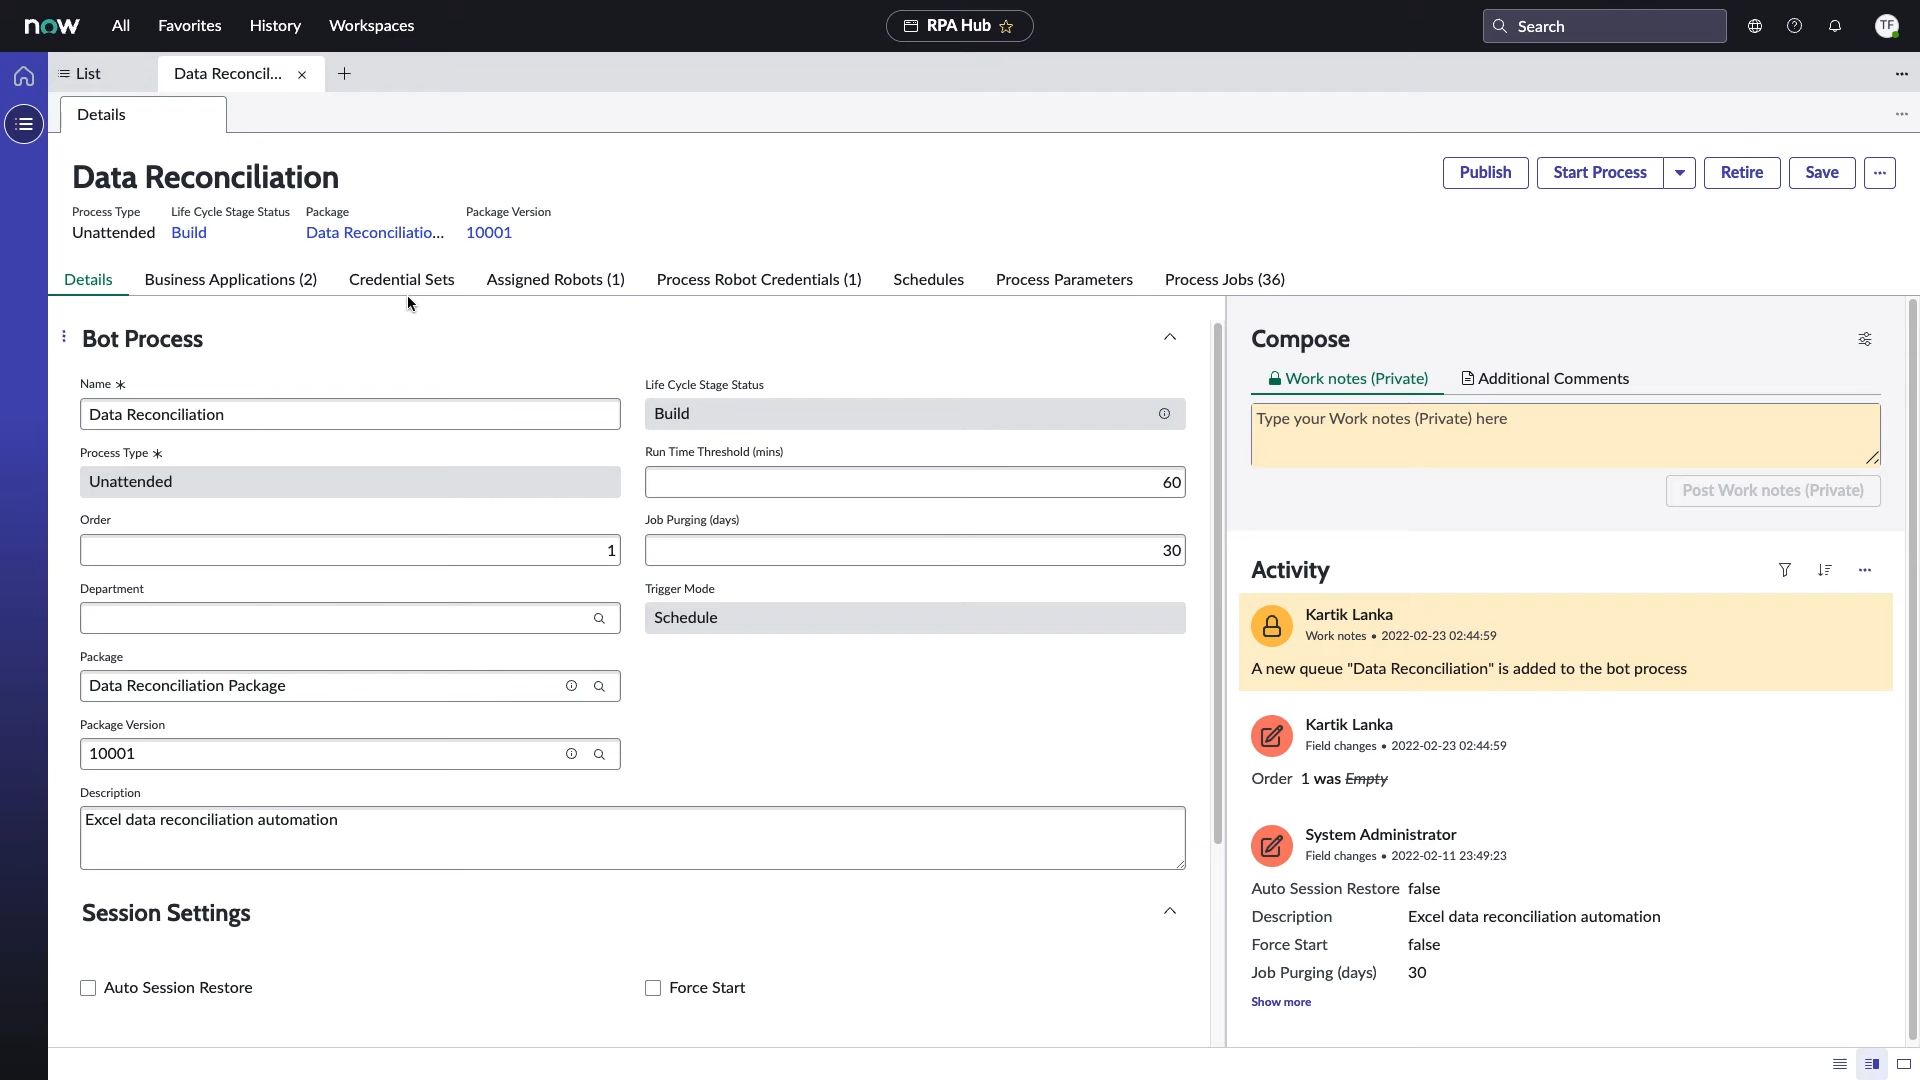 now All Favorites History Workspaces RPA Hub Search TF
List Data Reconcil...
Details
Data Reconciliation
Publish Start Process Retire Save
Process Type Life Cycle Stage Status Package Package Version
Unattended Build Data Reconciliatio... 10001
Details Business Applications (2) Credential Sets Assigned Robots (1) Process Robot Credentials (1) Schedules Process Parameters Process Jobs (36)
Bot Process
Name *
Data Reconciliation
Process Type *
Unattended
Order
1
Department
Package
Data Reconciliation Package
Package Version
10001
Description
Excel data reconciliation automation
Life Cycle Stage Status
Build
Run Time Threshold (mins)
60
Job Purging (days)
30
Trigger Mode
Schedule
Session Settings
Auto Session Restore Force Start
Compose
Work notes (Private) Additional Comments
Type your Work notes (Private) here
Post Work notes (Private)
Activity
Kartik Lanka
Work notes • 2022-02-23 02:44:59
A new queue "Data Reconciliation" is added to the bot process
Kartik Lanka
Field changes • 2022-02-23 02:44:59
Order 1 was Empty
System Administrator
Field changes • 2022-02-11 23:49:23
Auto Session Restore false
Description Excel data reconciliation automation
Force Start false
Job Purging (days) 30
Show more